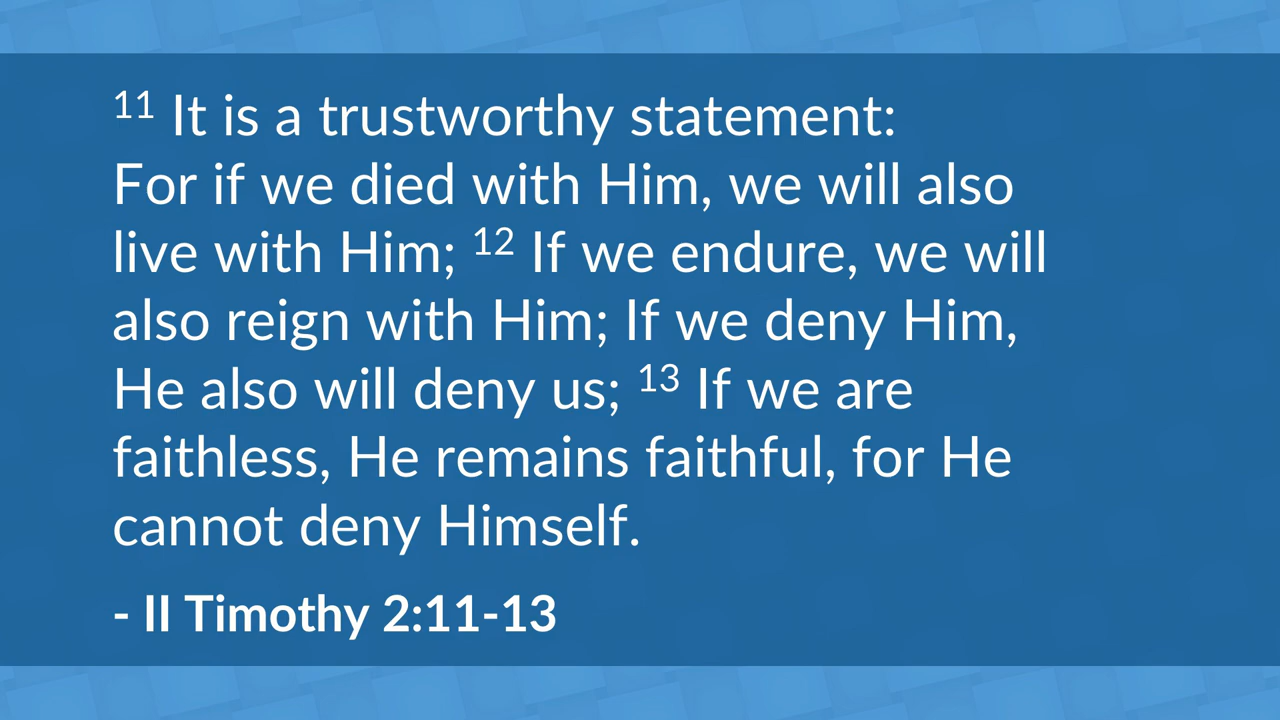 11 It is a trustworthy statement:
For if we died with Him, we will also
live with Him; 12 If we endure, we will
also reign with Him; If we deny Him,
He also will deny us; 13 If we are
faithless, He remains faithful, for He
cannot deny Himself.
- II Timothy 2:11-13